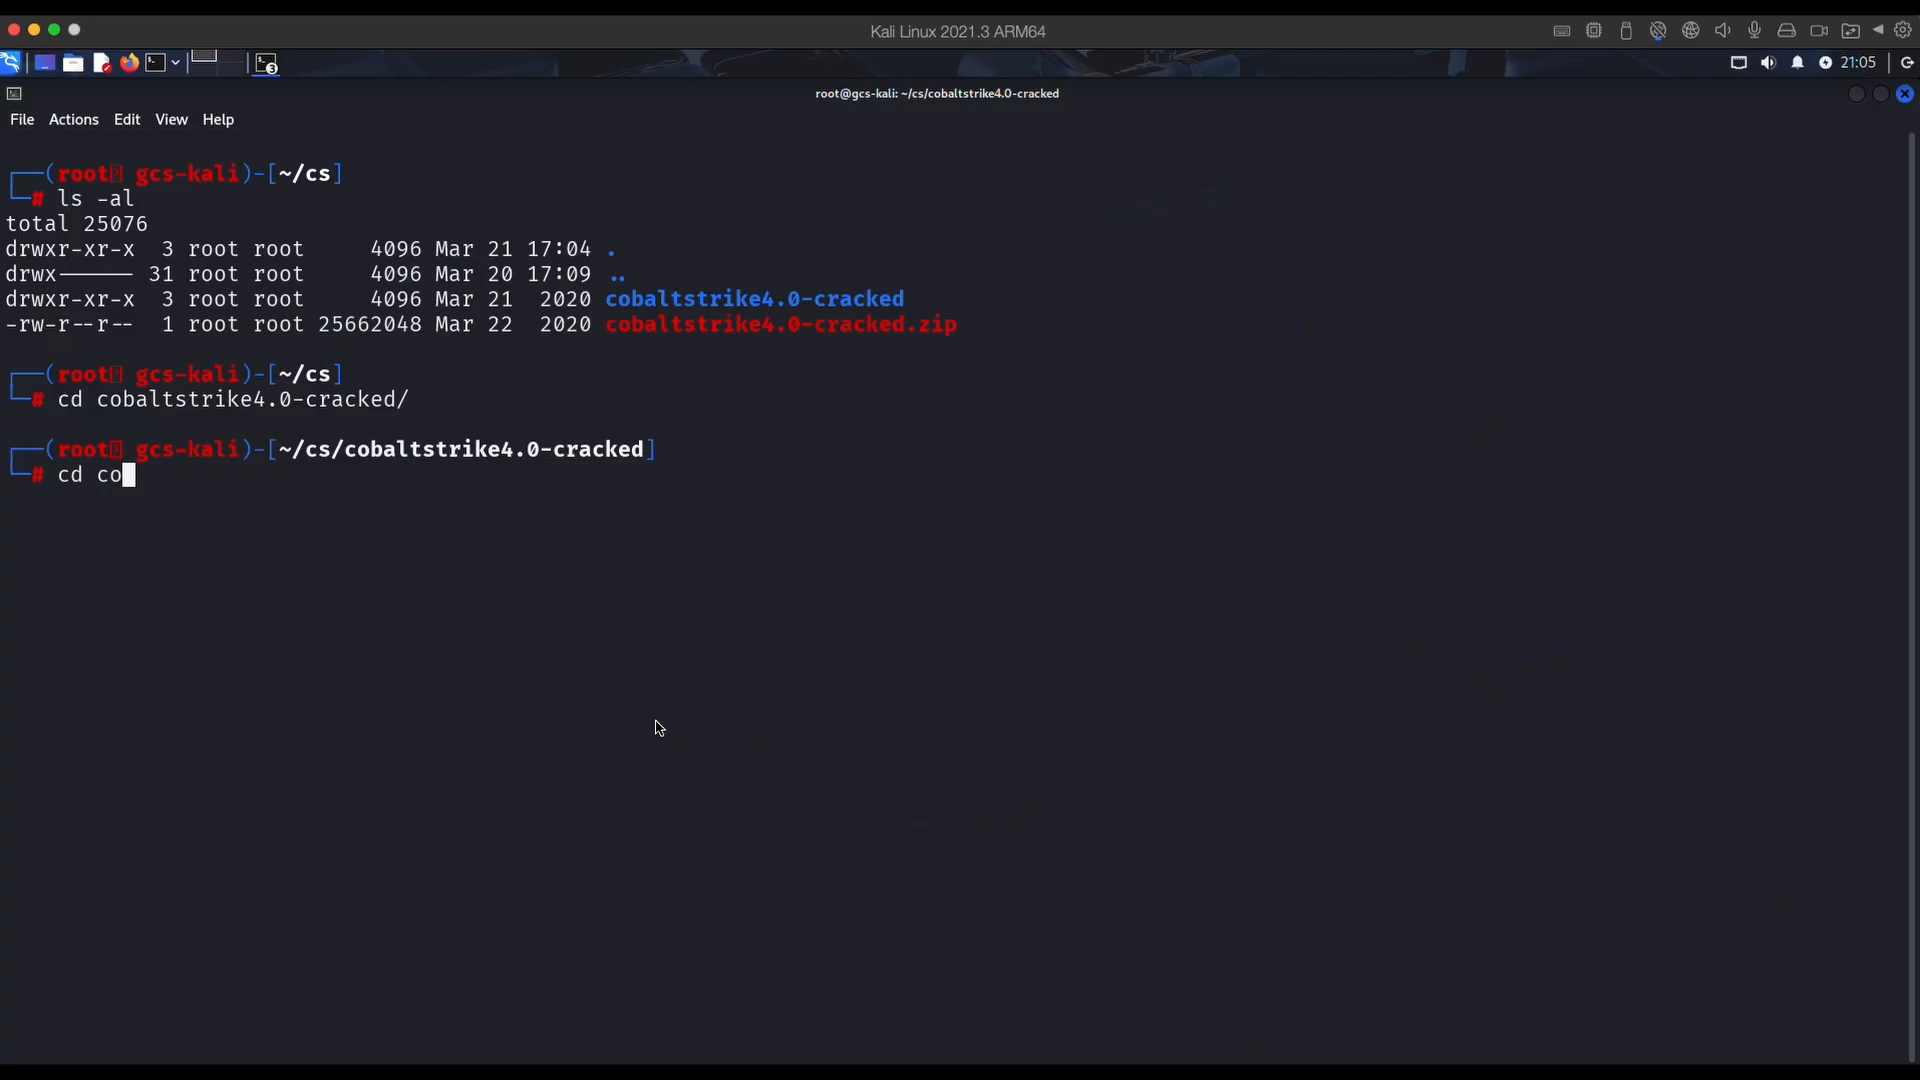 Kali Linux 2021.3 ARM64
21:05
root@gcs-kali: ~/cs/cobaltstrike4.0-cracked
File Actions Edit View Help
┌──(root gcs-kali)-[~/cs]
└─# ls -al
total 25076
drwxr-xr-x 3 root root 4096 Mar 21 17:04 .
drwx------ 31 root root 4096 Mar 20 17:09 ..
drwxr-xr-x 3 root root 4096 Mar 21 2020 cobaltstrike4.0-cracked
-rw-r--r-- 1 root root 25662048 Mar 22 2020 cobaltstrike4.0-cracked.zip
┌──(root gcs-kali)-[~/cs]
└─# cd cobaltstrike4.0-cracked/
┌──(root gcs-kali)-[~/cs/cobaltstrike4.0-cracked]
└─# cd co